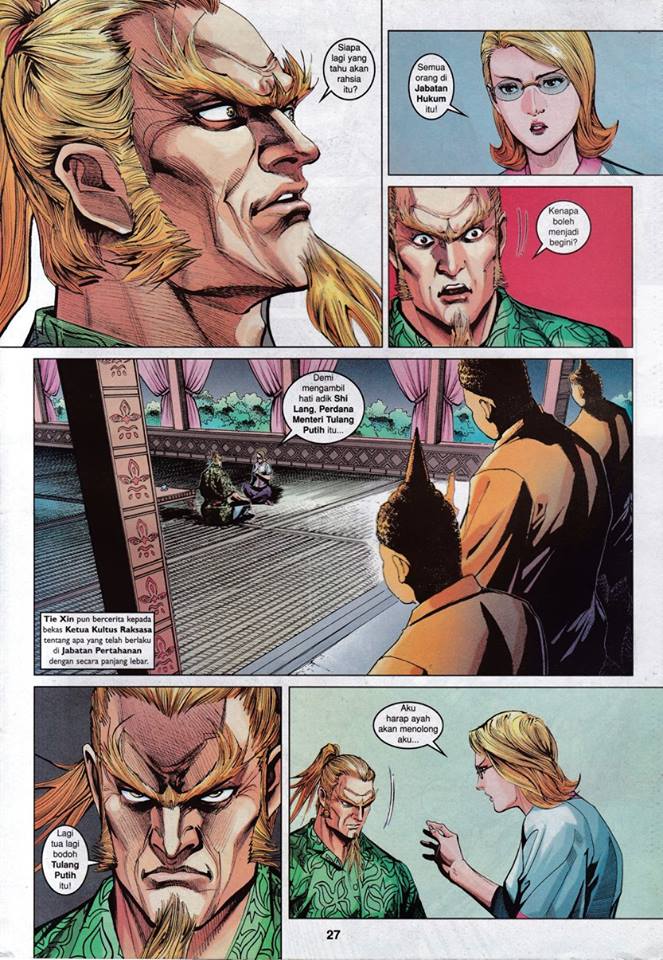 Siapa
lagi yang
tahu akan
rahsia
itu?
Semua
orang di
Jabatan
Hukum
itu!
Kenapa
boleh
menjadi
begini?
Demi
mengambil
hati adik Shi
Lang, Perdana
Menteri Tulang
Putih itu...
Tie Xin pun bercerita kepada
bekas Ketua Kultus Raksasa
tentang apa yang telah berlaku
di Jabatan Pertahanan
dengan secara panjang lebar.
Lagi
tua lagi
bodoh
Tulang
Putih
itu!
Aku
harap ayah
akan menolong
aku...
27